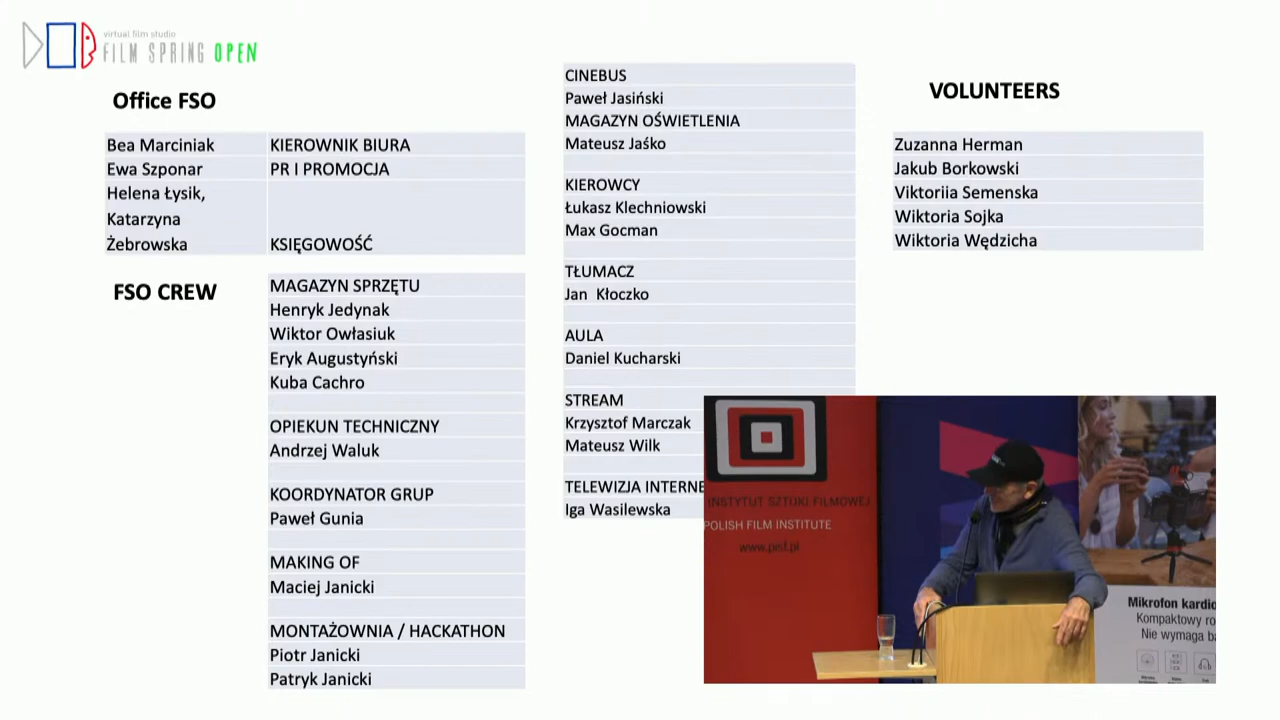 virtual film studio
FILM SPRING OPEN
Office FSO
Bea Marciniak KIEROWNIK BIURA
Ewa Szponar PR I PROMOCJA
Helena Łysik,
Katarzyna
Żebrowska KSIĘGOWOŚĆ
FSO CREW
MAGAZYN SPRZĘTU
Henryk Jedynak
Wiktor Owłasiuk
Eryk Augustyński
Kuba Cachro
OPIEKUN TECHNICZNY
Andrzej Waluk
KOORDYNATOR GRUP
Paweł Gunia
MAKING OF
Maciej Janicki
MONTAŻOWNIA / HACKATHON
Piotr Janicki
Patryk Janicki
CINEBUS
Paweł Jasiński
MAGAZYN OŚWIETLENIA
Mateusz Jaśko
KIEROWCY
Łukasz Klechniowski
Max Gocman
TŁUMACZ
Jan Kłoczko
AULA
Daniel Kucharski
STREAM
Krzysztof Marczak
Mateusz Wilk
TELEWIZJA INTERNE
Iga Wasilewska
VOLUNTEERS
Zuzanna Herman
Jakub Borkowski
Viktoriia Semenska
Wiktoria Sojka
Wiktoria Wędzicha
INSTYTUT SZTUKI FILMOWEJ
POLISH FILM INSTITUTE
www.pisf.pl
Mikrofon kardio
Kompaktowy ro
Nie wymaga ba